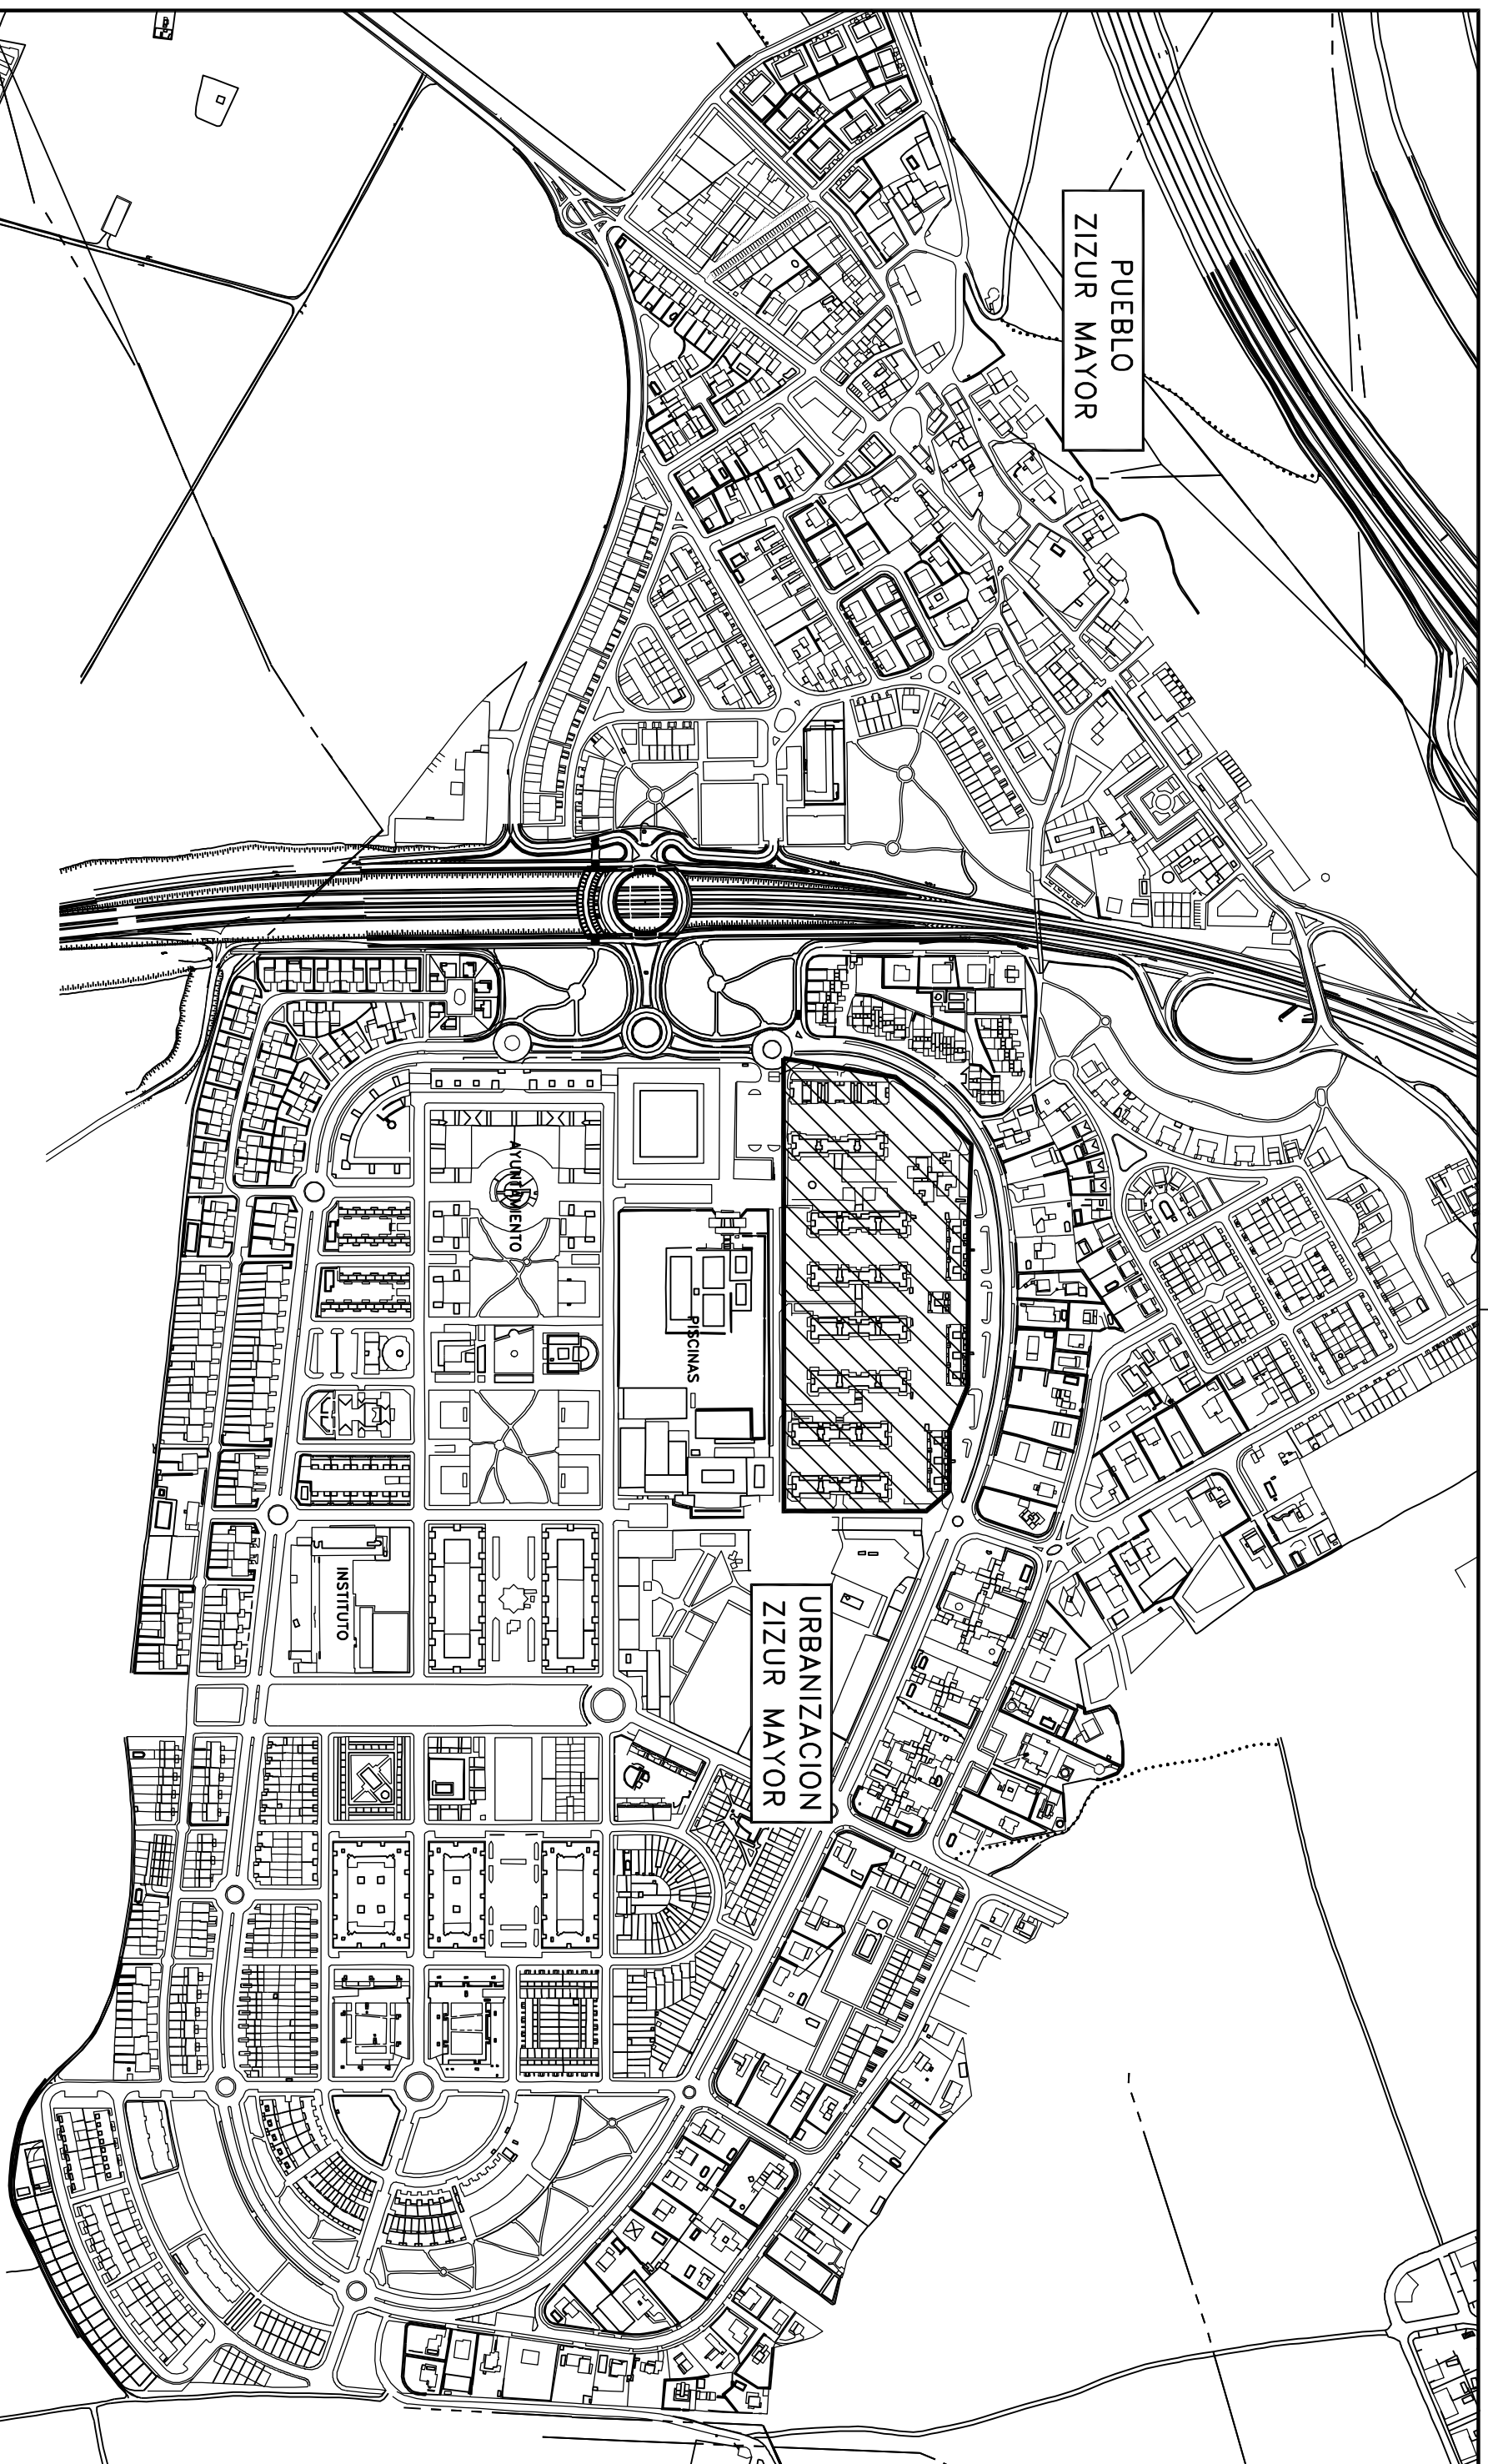 PUEBLO
ZIZUR MAYOR
AYUNTAMIENTO
PISCINAS
INSTITUTO
URBANIZACION
ZIZUR MAYOR